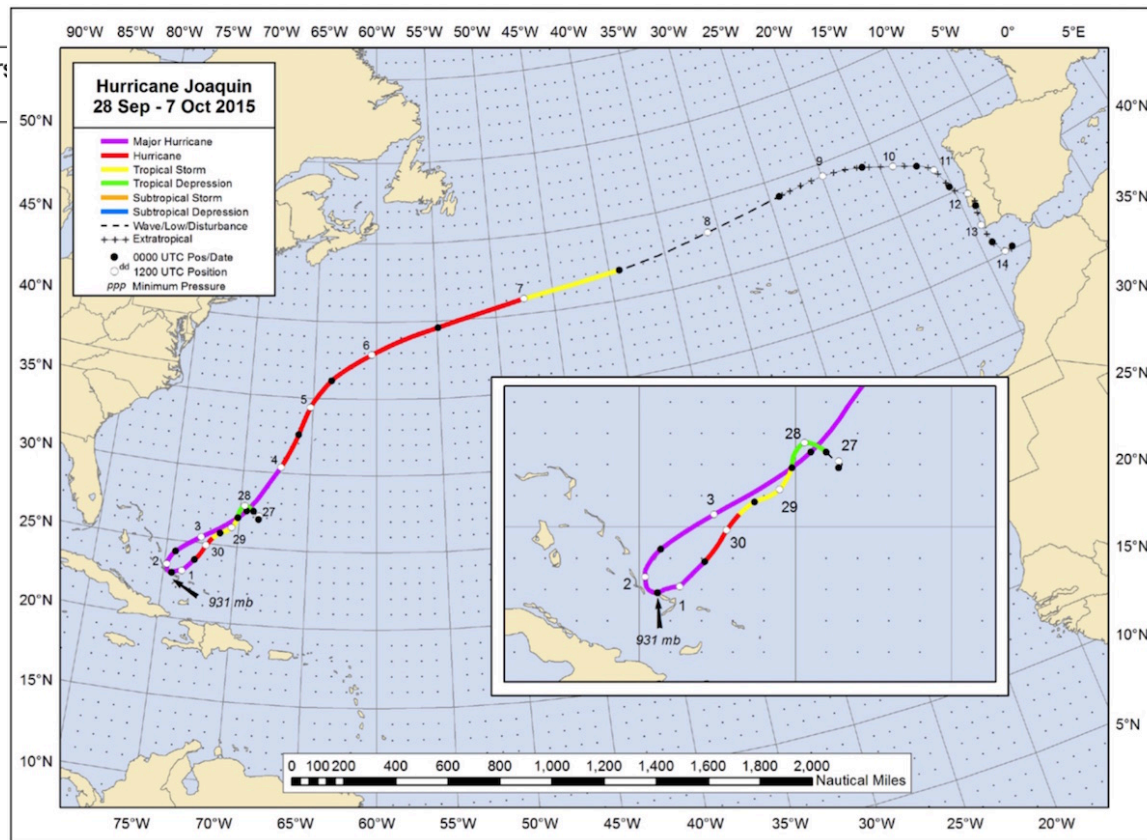 90°W 85°W 80°W 75°W 70°W 65°W 60°W 55°W 50°W 45°W 40°W 35°W 30°W 25°W 20°W 15°W 10°W 5°W 0° 5°E
Hurricane Joaquin
28 Sep - 7 Oct 2015
Major Hurricane
Hurricane
Tropical Storm
Tropical Depression
Subtropical Storm
Subtropical Depression
Wave/Low/Disturbance
Extratropical
0000 UTC Pos/Date
dd 1200 UTC Position
PPP Minimum Pressure
50°N
45°N
40°N
35°N
30°N
25°N
20°N
15°N
10°N
40°N
35°N
30°N
25°N
20°N
15°N
10°N
5°N
9 10 11
12
13
14
8
7
6
5
4
28
27
29
3
30
2
1
931 mb
28
27
3
29
30
2
1
931 mb
0 100 200 400 600 800 1,000 1,200 1,400 1,600 1,800 2,000
Nautical Miles
75°W 70°W 65°W 60°W 55°W 50°W 45°W 40°W 35°W 30°W 25°W 20°W